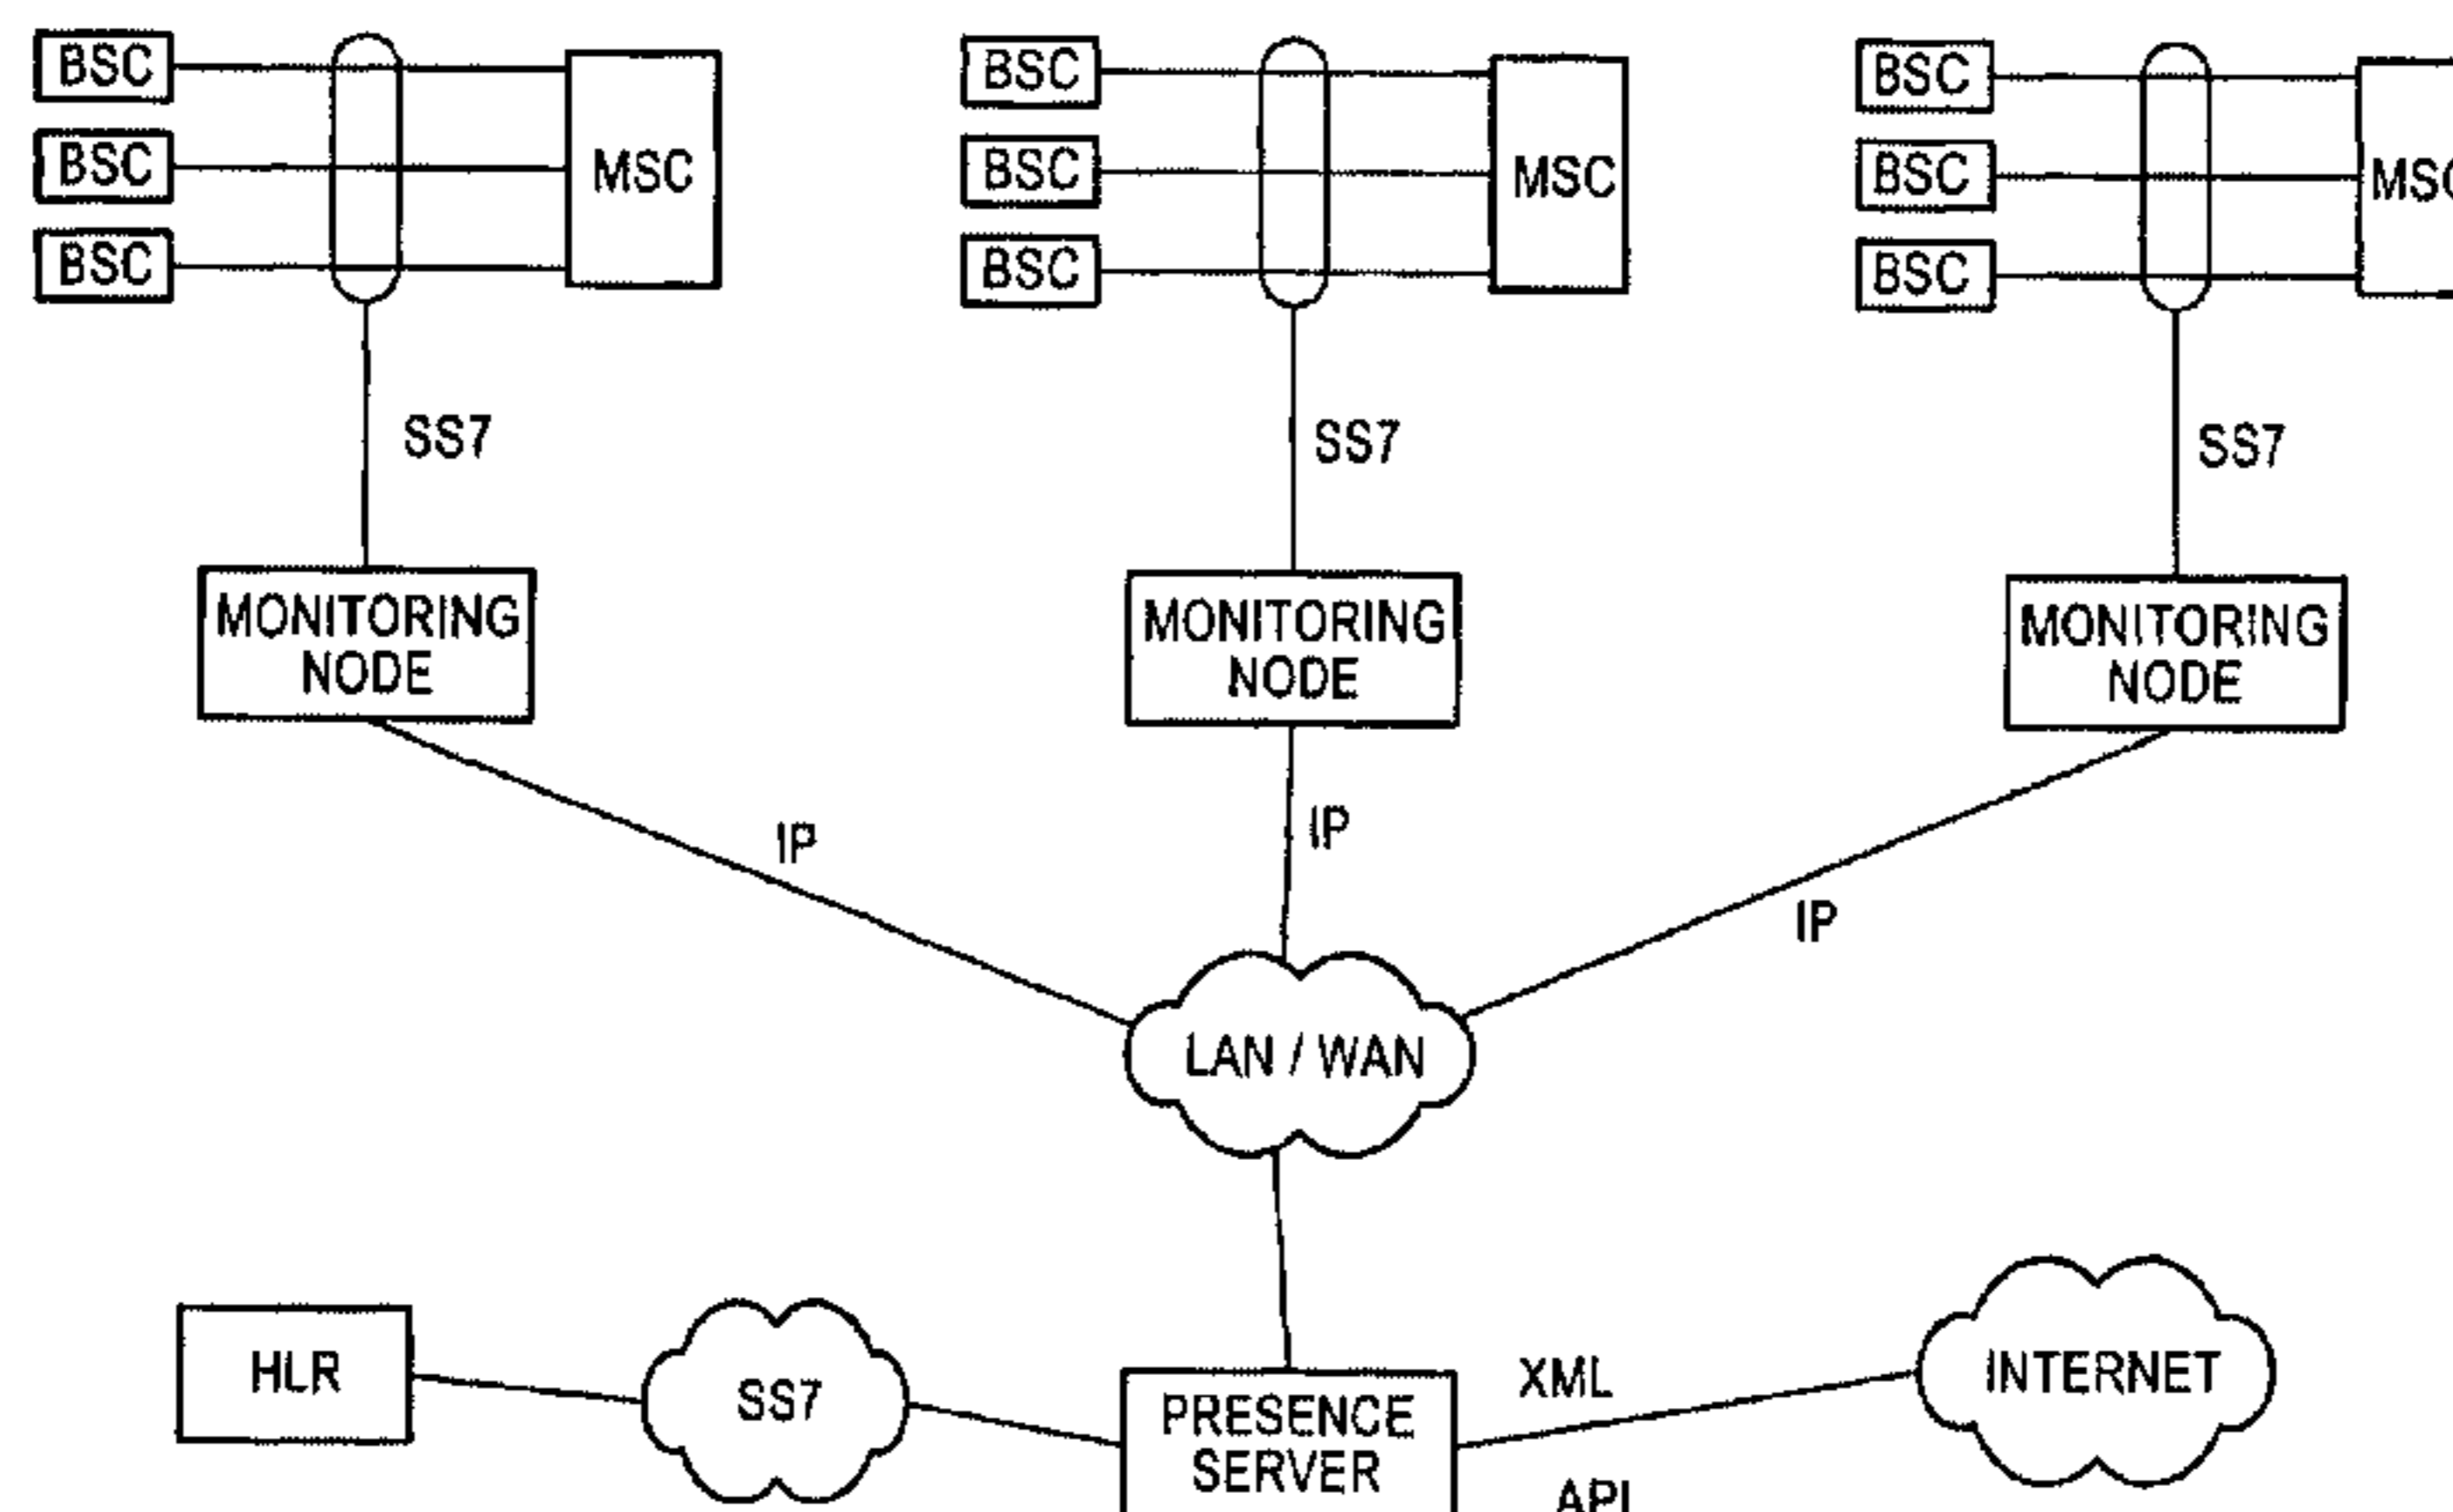 BSC
BSC
BSC
MSC
BSC
BSC
BSC
MSC
BSC
BSC
BSC
SS7
SS7
SS7
MONITORING
NODE
MONITORING
NODE
MONITORING
NODE
IP
IP
IP
LAN / WAN
HLR
SS7
PRESENCE
SERVER
XML
API
INTERNET